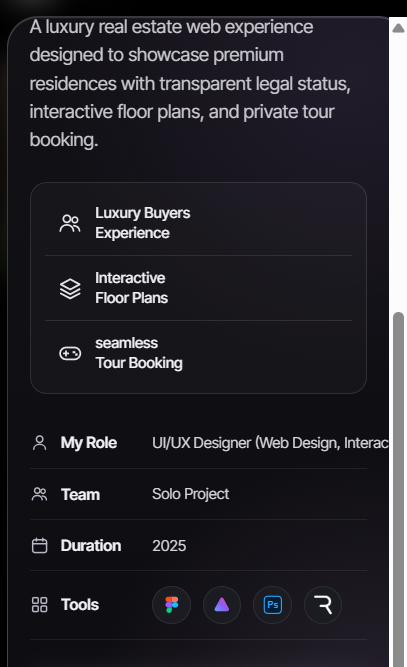 A luxury real estate web experience
designed to showcase premium
residences with transparent legal status,
interactive floor plans, and private tour
booking.
Luxury Buyers
Experience
Interactive
Floor Plans
seamless
Tour Booking
My Role UI/UX Designer (Web Design, Interac
Team Solo Project
Duration 2025
Tools Ps